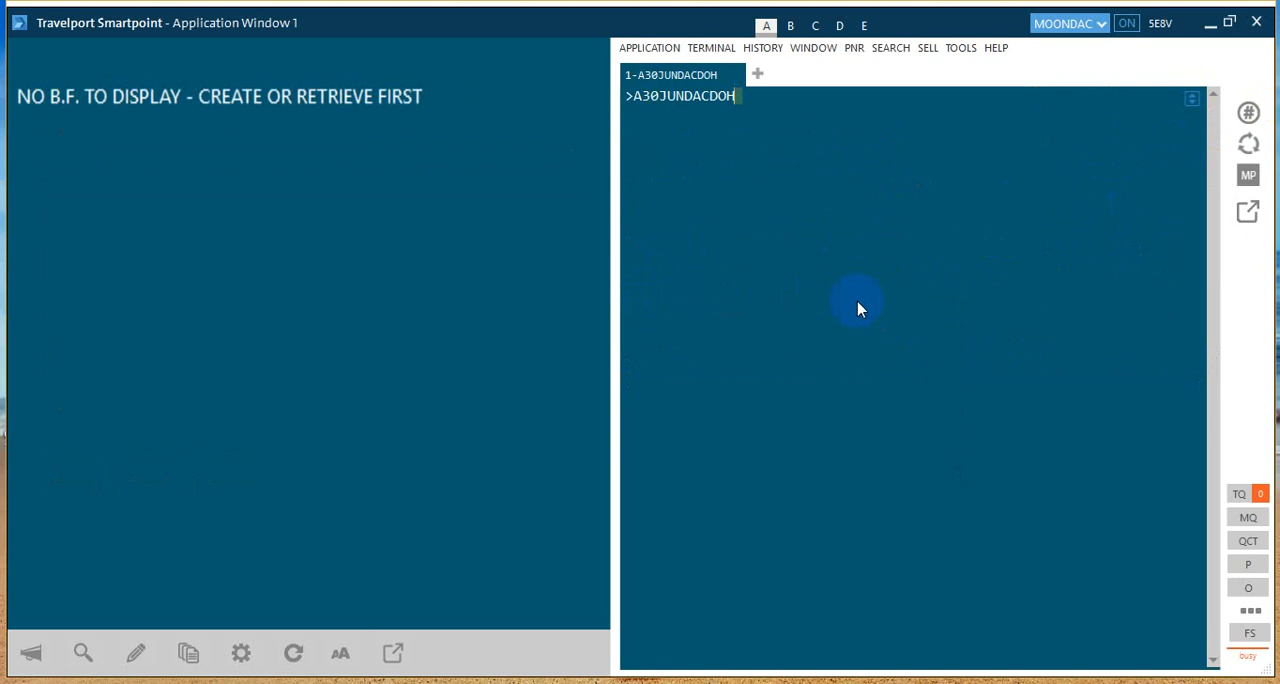 Travelport Smartpoint - Application Window 1
A B C D E
MOONDAC ON 5E8V
NO B.F. TO DISPLAY - CREATE OR RETRIEVE FIRST
APPLICATION TERMINAL HISTORY WINDOW PNR SEARCH SELL TOOLS HELP
1-A30JUNDACDOH
>A30JUNDACDOH
MP
TQ 0
MQ
QCT
P
O
FS
busy
AA